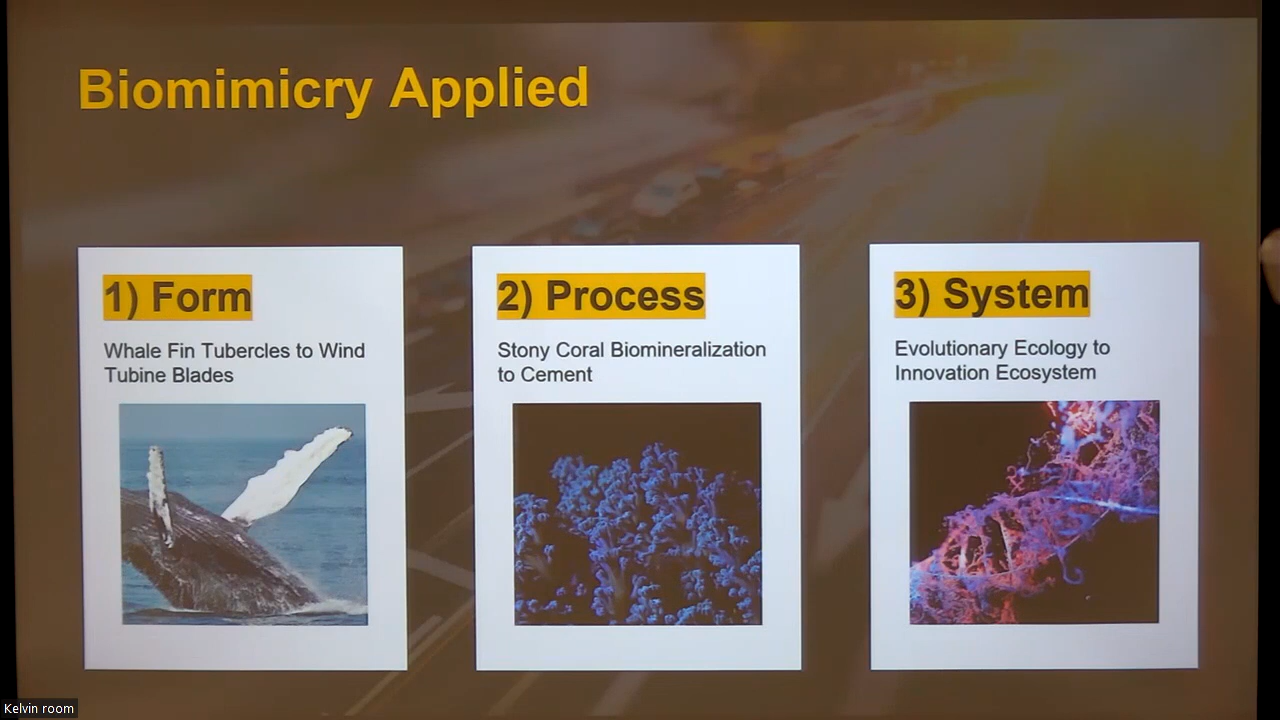 Biomimicry Applied
1) Form
Whale Fin Tubercles to Wind
Tubine Blades
2) Process
Stony Coral Biomineralization
to Cement
3) System
Evolutionary Ecology to
Innovation Ecosystem
Kelvin room